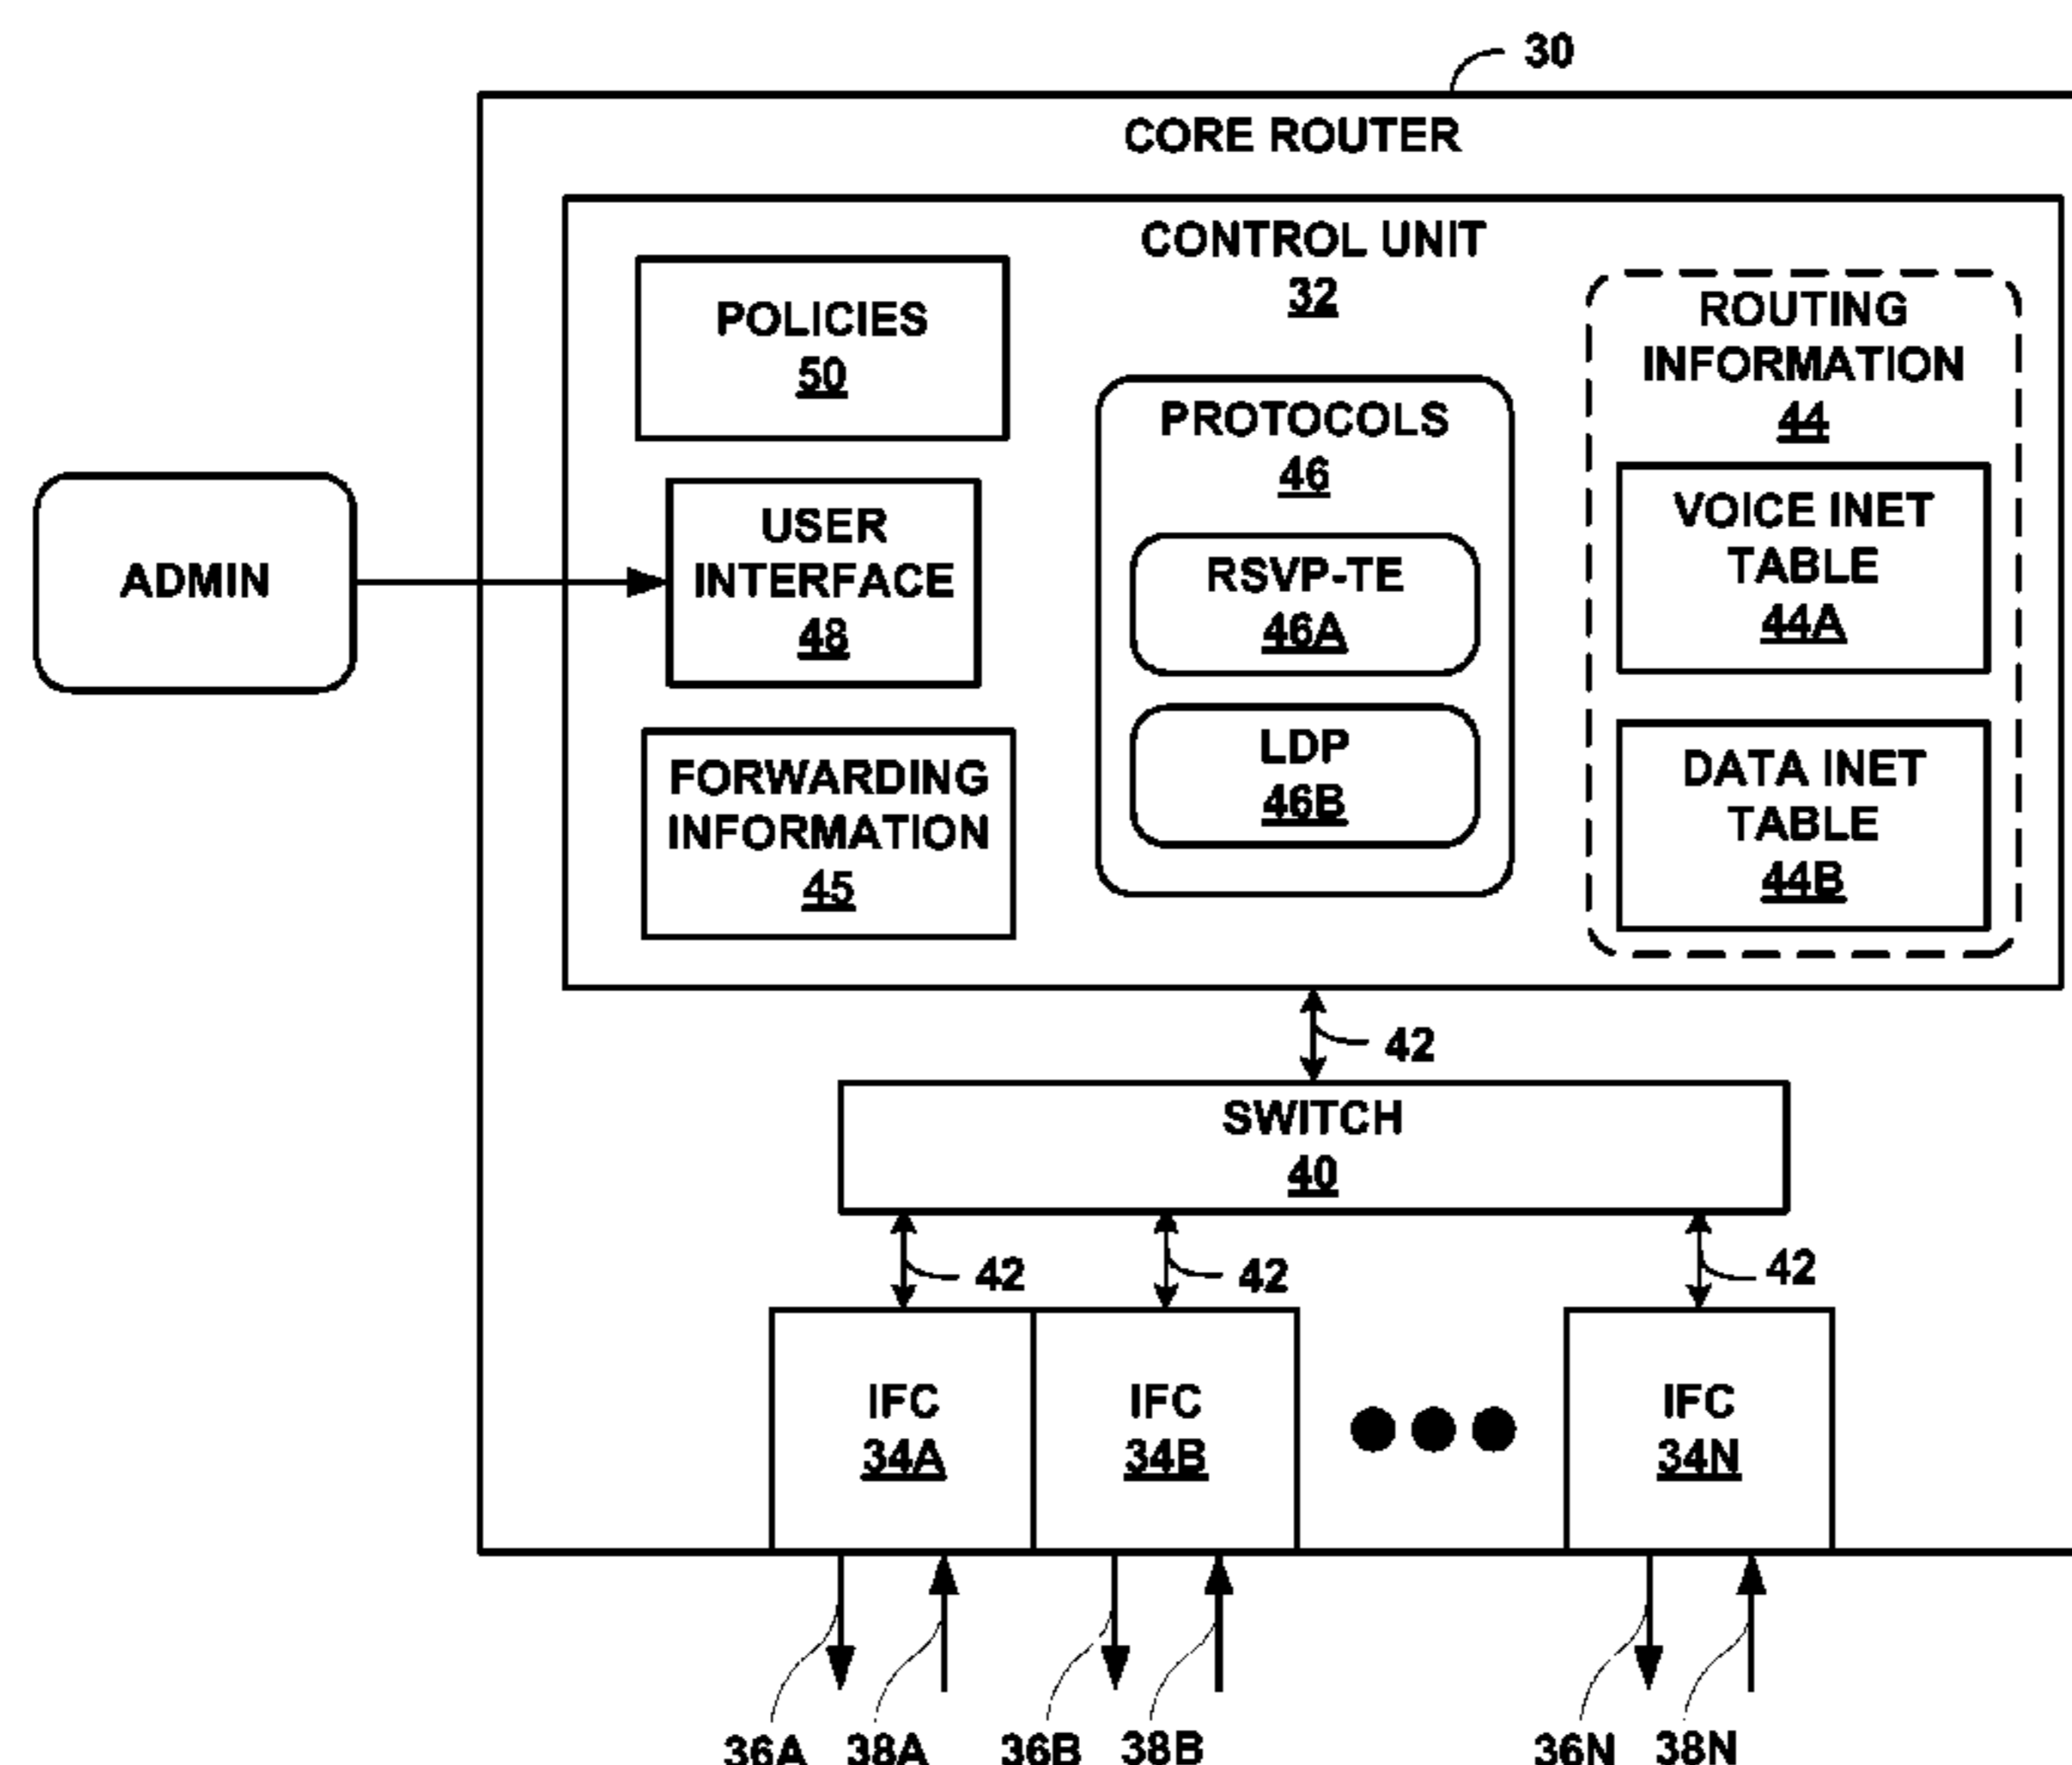 30
CORE ROUTER
CONTROL UNIT
32
POLICIES
50
ROUTING
INFORMATION
44
PROTOCOLS
46
VOICE INET
TABLE
44A
USER
INTERFACE
48
ADMIN
RSVP-TE
46A
LDP
46B
FORWARDING
INFORMATION
45
DATA INET
TABLE
44B
42
SWITCH
40
42
42
42
IFC
34A
IFC
34B
IFC
34N
36A
38A
36B
38B
36N
38N